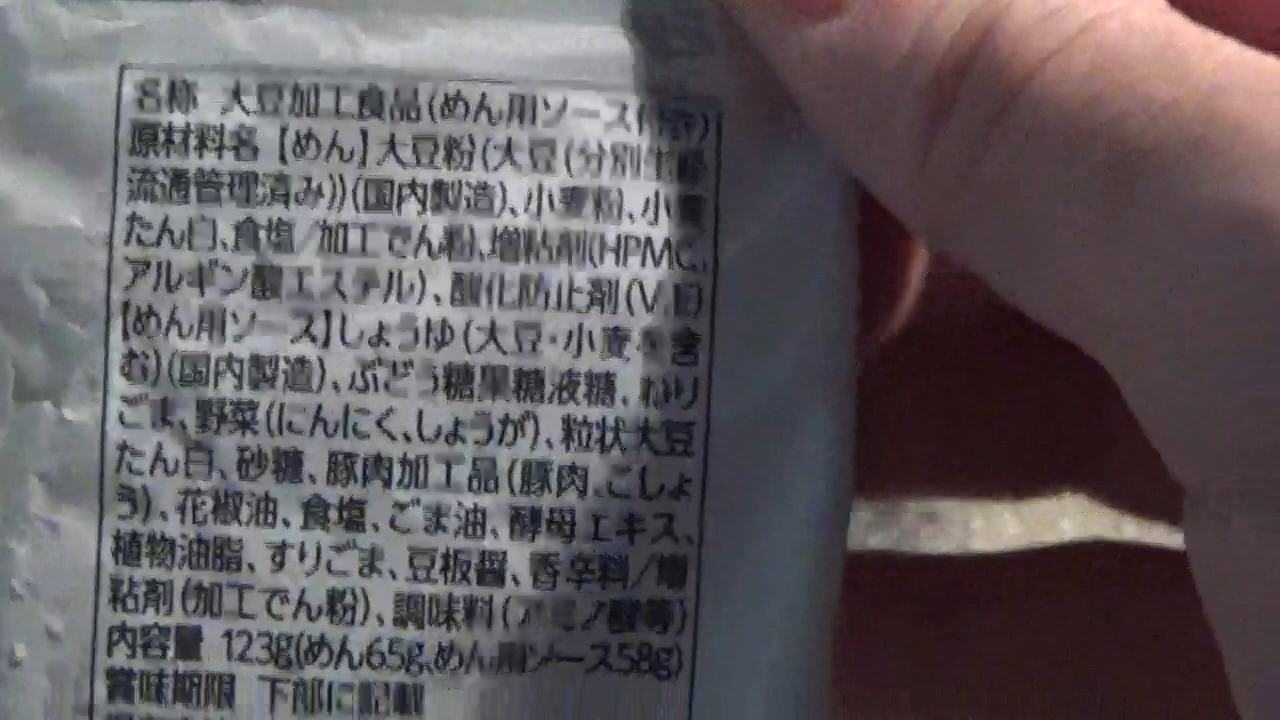 名称 大豆加工食品(めん用ソース付き)
原材料名【めん】大豆粉(大豆(分別生産
流通管理済み))(国内製造)、小麦粉、小麦
たん白、食塩/加工でん粉、増粘剤(HPMC、
アルギン酸エステル)、酸化防止剤(V.E)
【めん用ソース】しょうゆ(大豆・小麦を含
む)(国内製造)、ぶどう糖果糖液糖、ねり
ごま、野菜(にんにく、しょうが)、粒状大豆
たん白、砂糖、豚肉加工品(豚肉、こしょ
う)、花椒油、食塩、ごま油、酵母エキス、
植物油脂、すりごま、豆板醤、香辛料/増
粘剤(加工でん粉)、調味料(アミノ酸等)
内容量 123g(めん65g、めん用ソース58g)
賞味期限 下部に記載